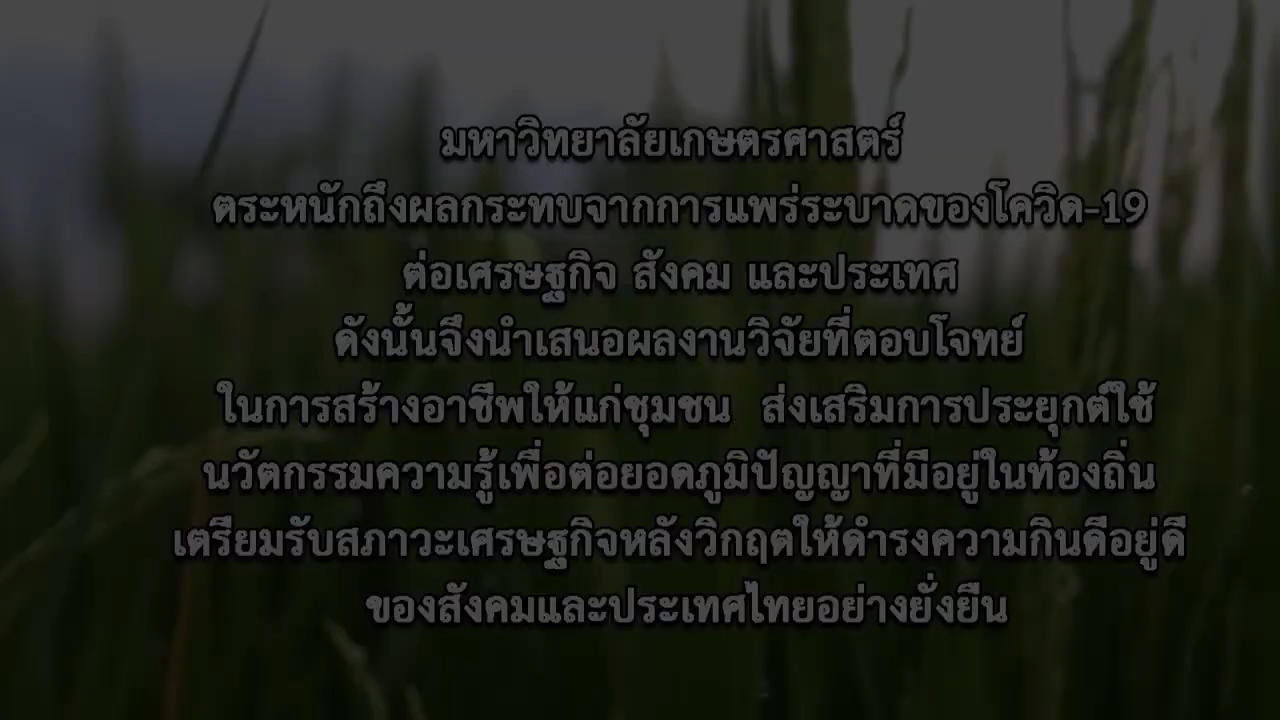 มหาวิทยาลัยเกษตรศาสตร์
ตระหนักถึงผลกระทบจากการแพร่ระบาดของโควิด-19
ต่อเศรษฐกิจ สังคม และประเทศ
ดังนั้นจึงนำเสนอผลงานวิจัยที่ตอบโจทย์
ในการสร้างอาชีพให้แก่ชุมชน ส่งเสริมการประยุกต์ใช้
นวัตกรรมความรู้เพื่อต่อยอดภูมิปัญญาที่มีอยู่ในท้องถิ่น
เตรียมรับสภาวะเศรษฐกิจหลังวิกฤตให้ดำรงความกินดีอยู่ดี
ของสังคมและประเทศไทยอย่างยั่งยืน